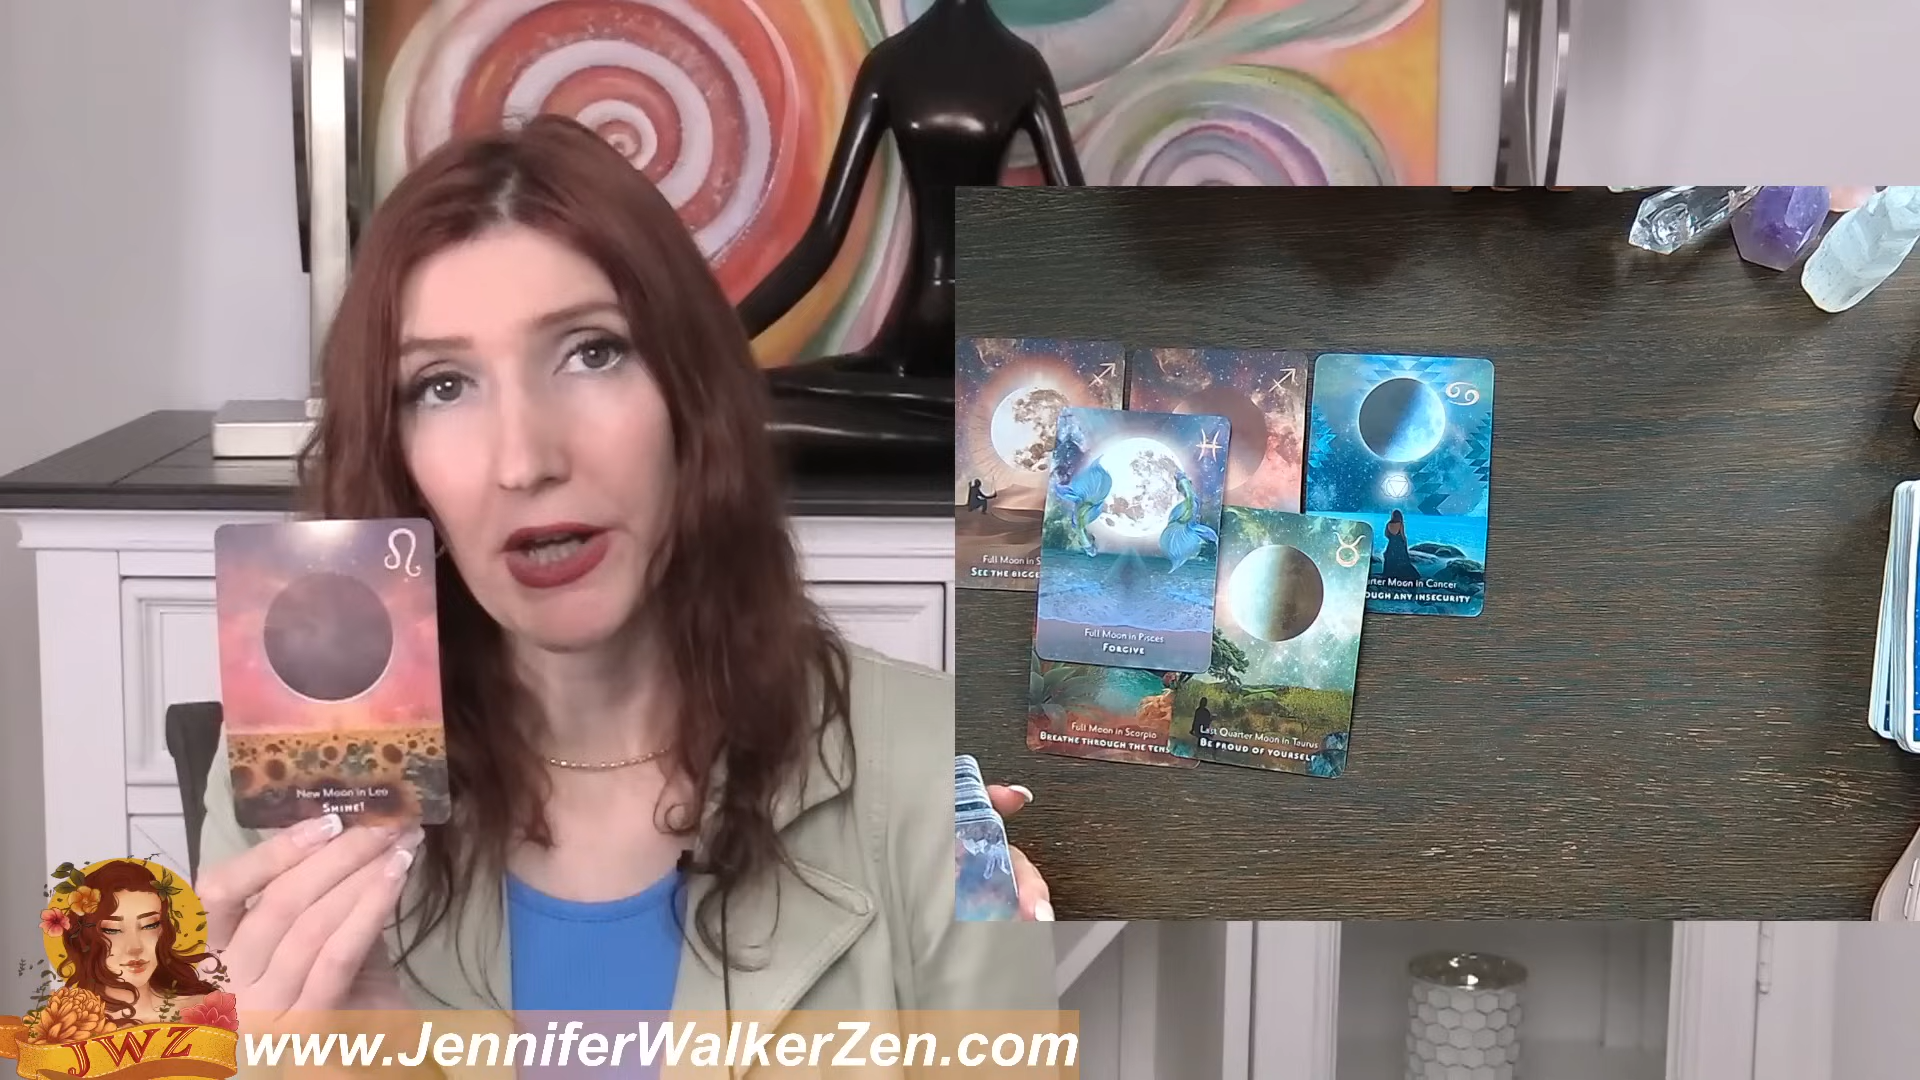 New Moon in Leo
SHINE!
Full Moon in S
SEE THE BIGGE
Full Moon in Pisces
FORGIVE
rter Moon in Cancer
OUGH ANY INSECURITY
Full Moon in Scorpio
BREATHE THROUGH THE TENS
Last Quarter Moon in Taurus
BE PROUD OF YOURSELF
JWZ
www.JenniferWalkerZen.com